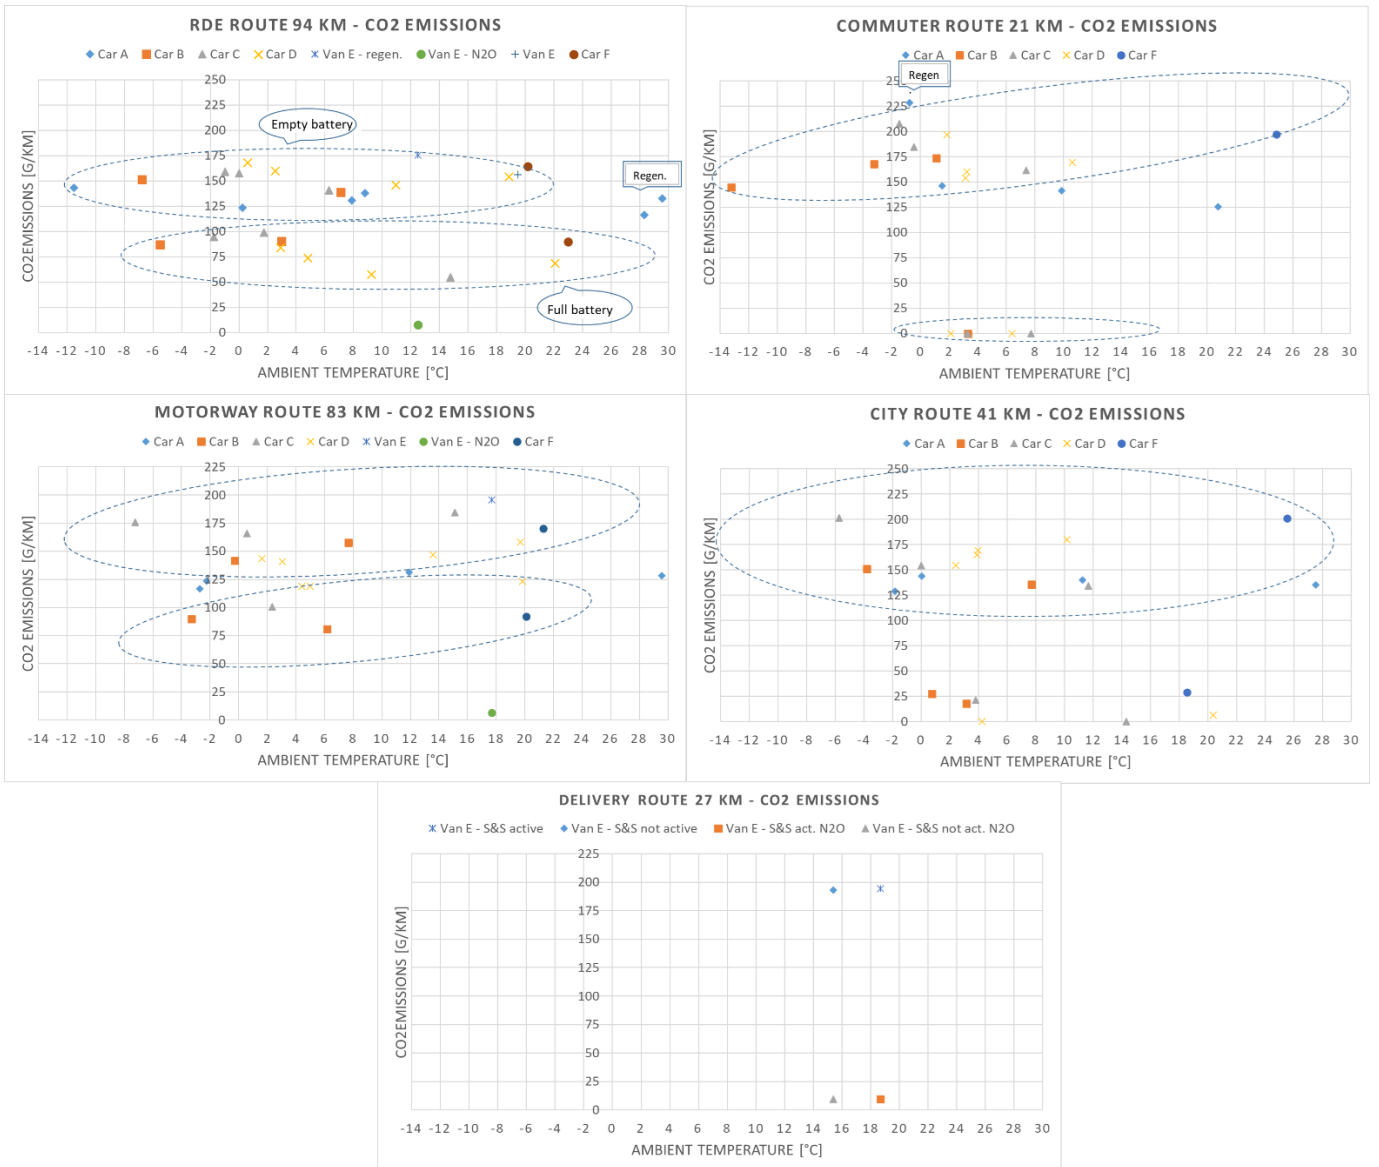 RDE ROUTE 94 KM - CO2 EMISSIONS
Car A Car B Car C Car D Van E - regen. Van E - N2O Van E Car F
CO2EMISSIONS [G/KM]
250
225
200
175
150
125
100
75
50
25
0
Empty battery
Regen.
Full battery
-14 -12 -10 -8 -6 -4 -2 0 2 4 6 8 10 12 14 16 18 20 22 24 26 28 30
AMBIENT TEMPERATURE [°C]
COMMUTER ROUTE 21 KM - CO2 EMISSIONS
Car A Car B Car C Car D Car F
CO2 EMISSIONS [G/KM]
Regen
250
225
200
175
150
125
100
75
50
25
0
-14 -12 -10 -8 -6 -4 -2 0 2 4 6 8 10 12 14 16 18 20 22 24 26 28 30
AMBIENT TEMPERATURE [°C]
MOTORWAY ROUTE 83 KM - CO2 EMISSIONS
Car A Car B Car C Car D Van E Van E - N2O Car F
CO2 EMISSIONS [G/KM]
225
200
175
150
125
100
75
50
25
0
-14 -12 -10 -8 -6 -4 -2 0 2 4 6 8 10 12 14 16 18 20 22 24 26 28 30
AMBIENT TEMPERATURE [°C]
CITY ROUTE 41 KM - CO2 EMISSIONS
Car A Car B Car C Car D Car F
CO2 EMISSIONS [G/KM]
250
225
200
175
150
125
100
75
50
25
0
-14 -12 -10 -8 -6 -4 -2 0 2 4 6 8 10 12 14 16 18 20 22 24 26 28 30
AMBIENT TEMPERATURE [°C]
DELIVERY ROUTE 27 KM - CO2 EMISSIONS
Van E - S&S active Van E - S&S not active Van E - S&S act. N2O Van E - S&S not act. N2O
CO2EMISSIONS [G/KM]
225
200
175
150
125
100
75
50
25
0
-14 -12 -10 -8 -6 -4 -2 0 2 4 6 8 10 12 14 16 18 20 22 24 26 28 30
AMBIENT TEMPERATURE [°C]